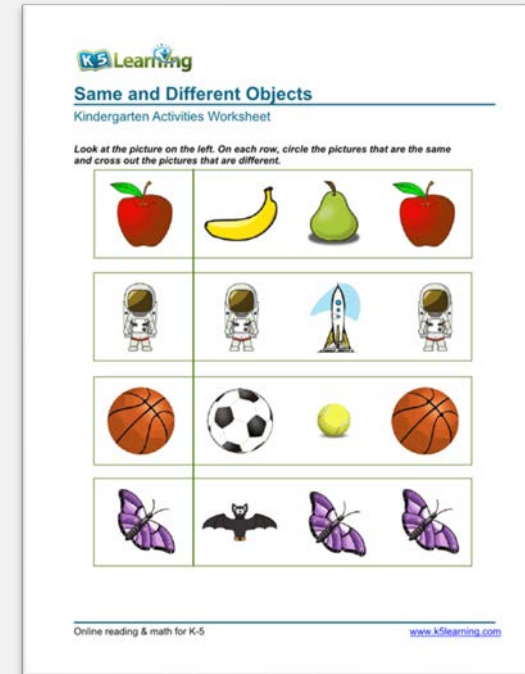 K5 Learning
Same and Different Objects
Kindergarten Activities Worksheet
Look at the picture on the left. On each row, circle the pictures that are the same
and cross out the pictures that are different.
Online reading & math for K-5
www.k5learning.com